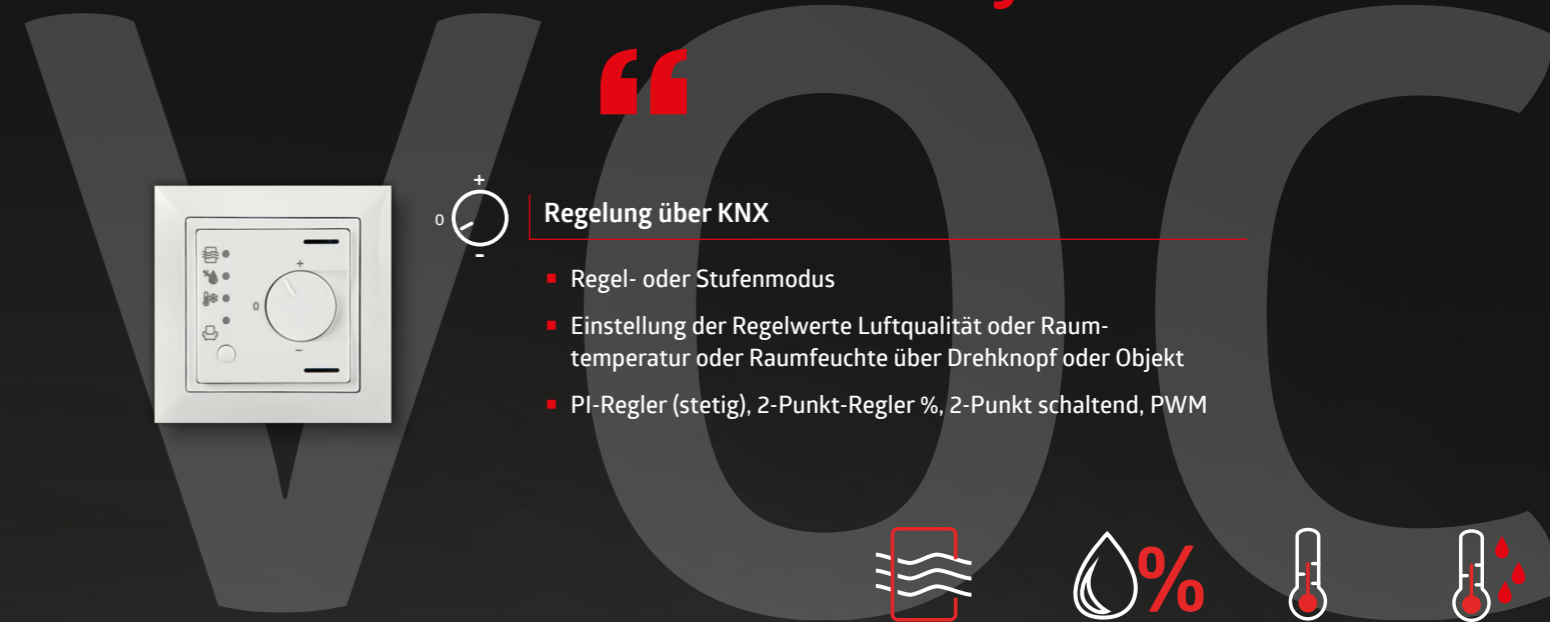 VOC
“
+
0
-
Regelung über KNX
Regel- oder Stufenmodus
Einstellung der Regelwerte Luftqualität oder Raum-
temperatur oder Raumfeuchte über Drehknopf oder Objekt
PI-Regler (stetig), 2-Punkt-Regler %, 2-Punkt schaltend, PWM
%
+
0
-
%